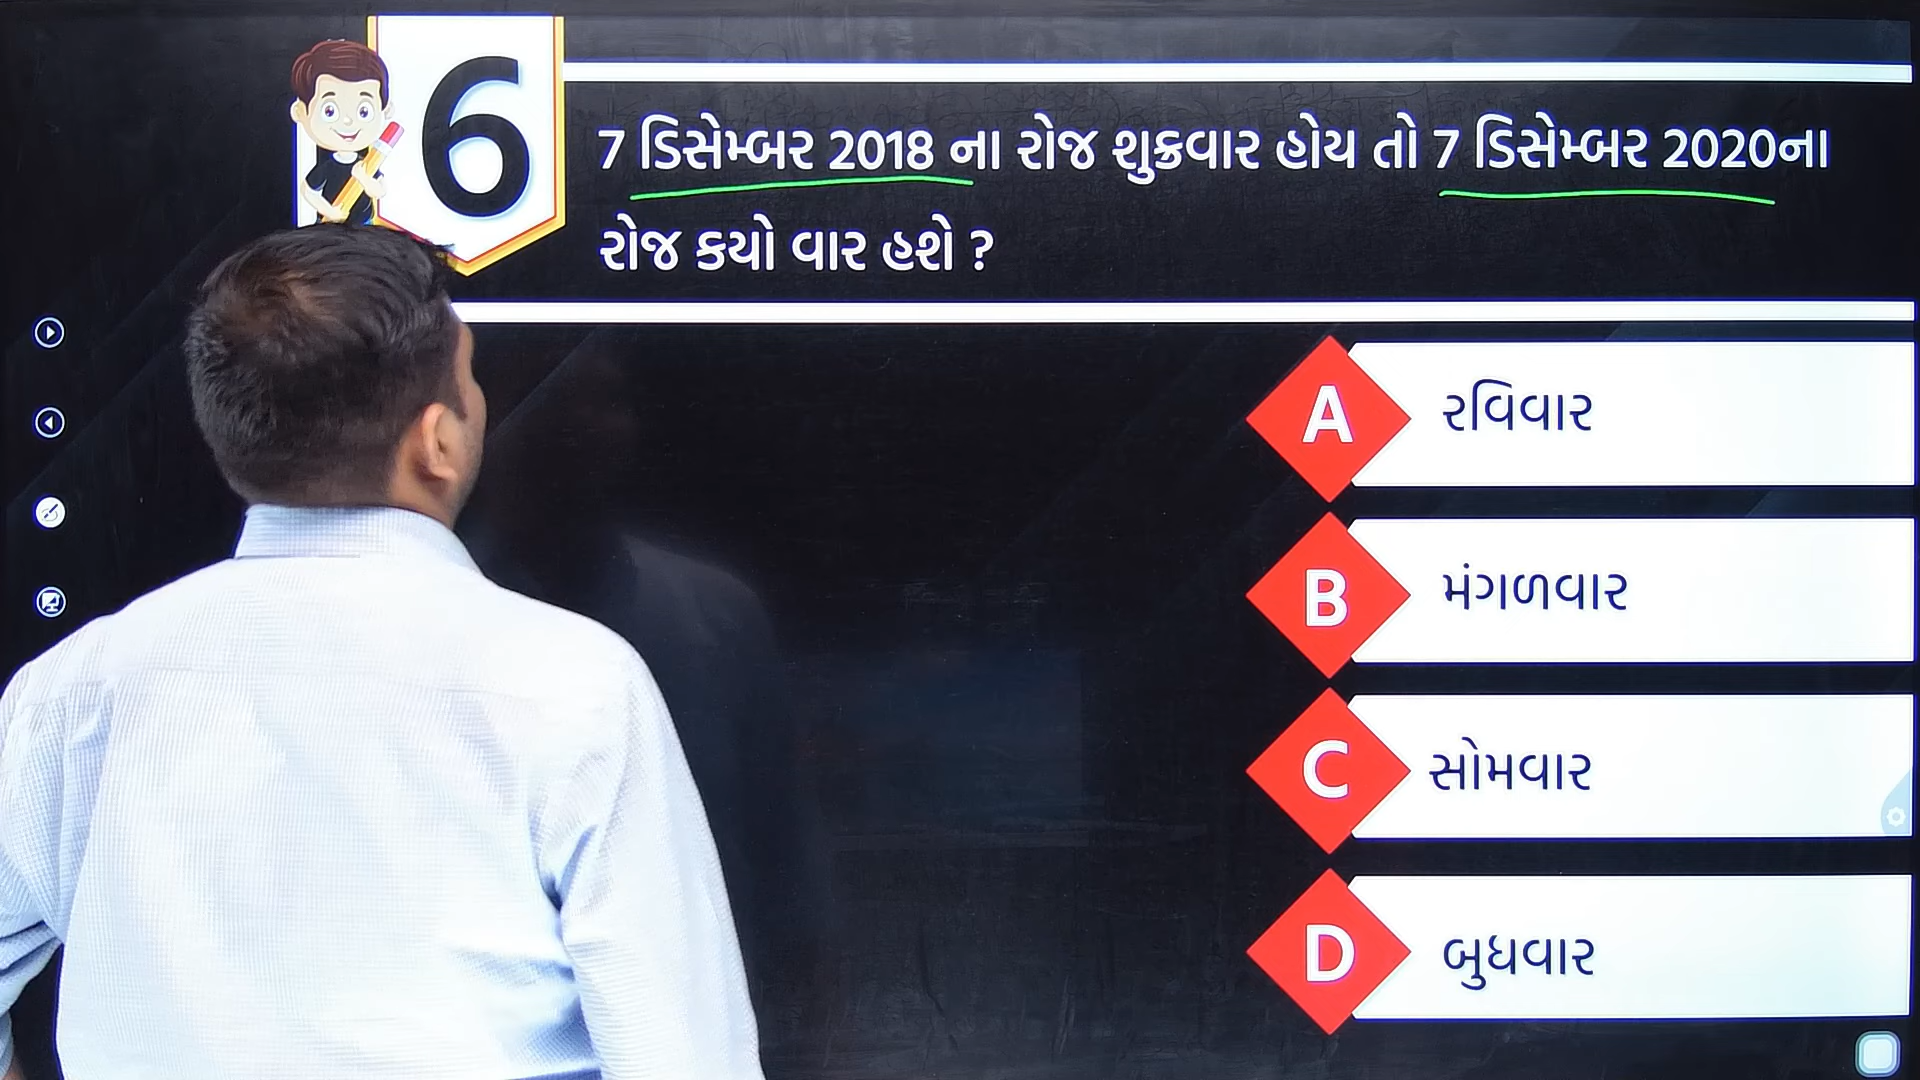 6
7 ડિસેમ્બર 2018 ના રોજ શુક્રવાર હોય તો 7 ડિસેમ્બર 2020ના
રોજ કયો વાર હશે ?
A રવિવાર
B મંગળવાર
C સોમવાર
D બુધવાર